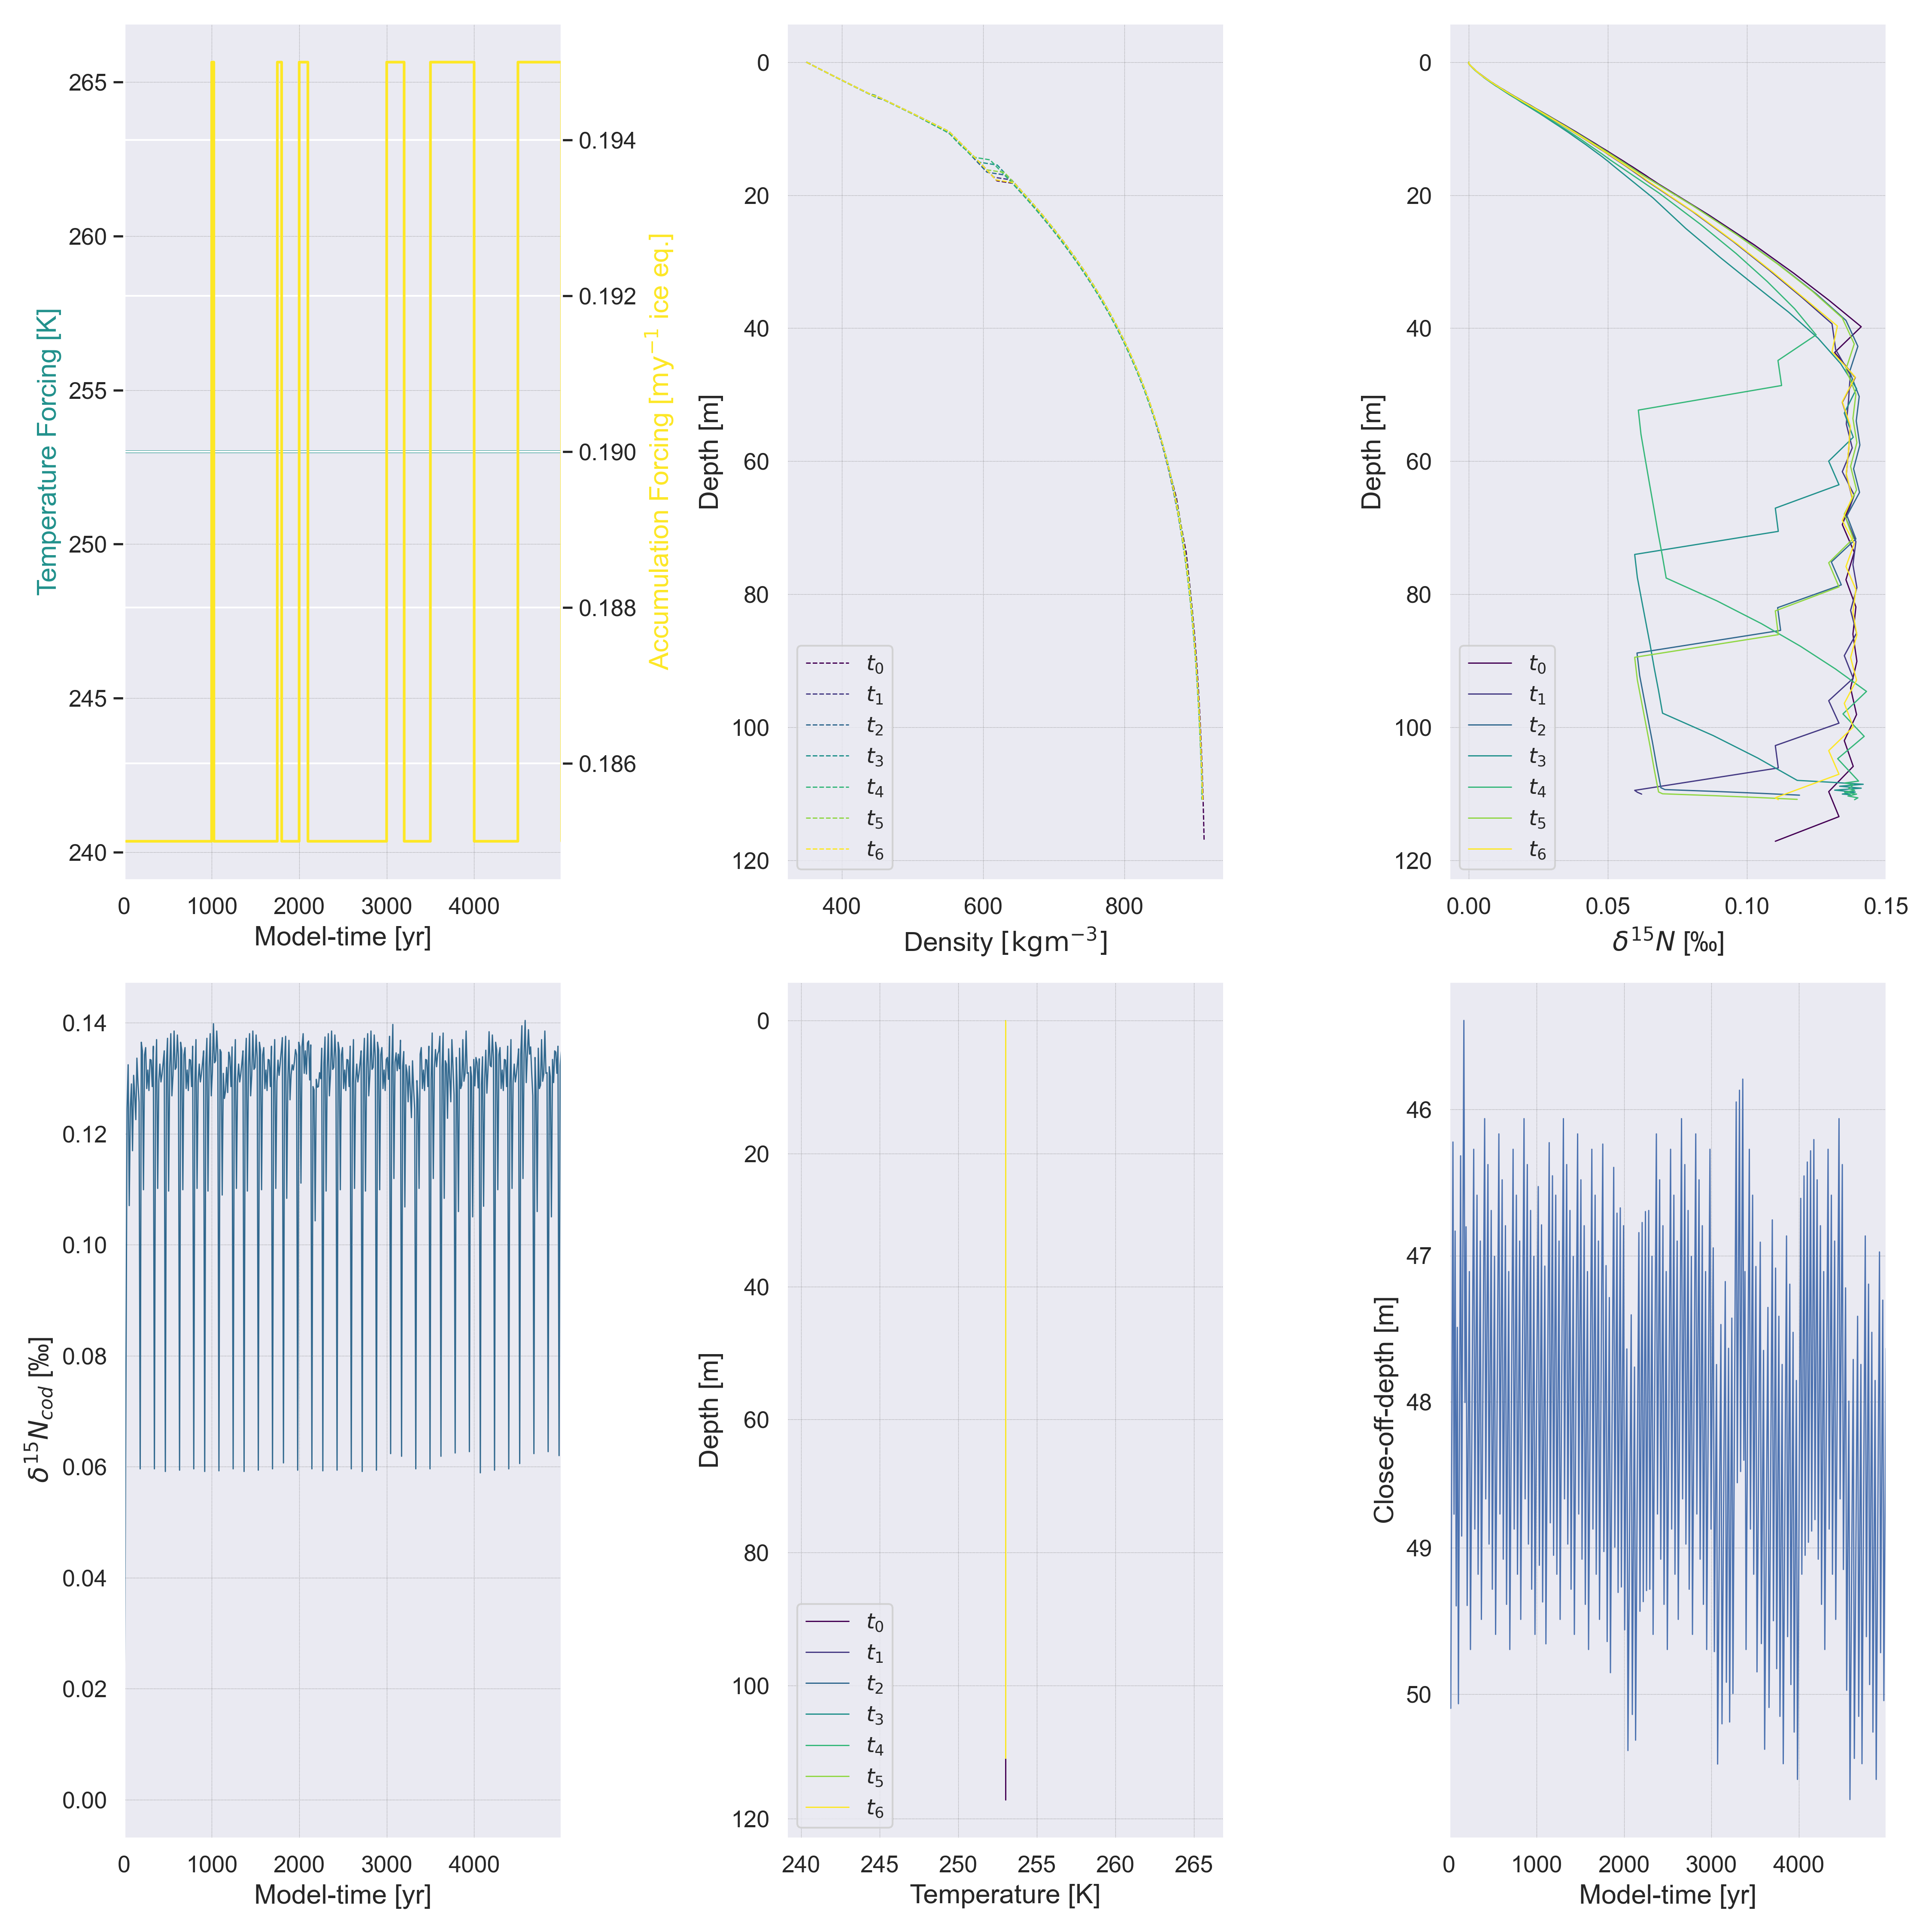 265
260
255
250
245
240
Temperature Forcing [K]
0.194
0.192
0.190
0.188
0.186
Accumulation Forcing [my⁻¹ ice eq.]
0 1000 2000 3000 4000
Model-time [yr]
0
20
40
60
80
100
120
Depth [m]
t₀
t₁
t₂
t₃
t₄
t₅
t₆
400 600 800
Density [kgm⁻³]
0
20
40
60
80
100
120
Depth [m]
t₀
t₁
t₂
t₃
t₄
t₅
t₆
0.00 0.05 0.10 0.15
δ¹⁵N [‰]
0.14
0.12
0.10
0.08
0.06
0.04
0.02
0.00
δ¹⁵N_cod [‰]
0 1000 2000 3000 4000
Model-time [yr]
0
20
40
60
80
100
120
Depth [m]
t₀
t₁
t₂
t₃
t₄
t₅
t₆
240 245 250 255 260 265
Temperature [K]
46
47
48
49
50
Close-off-depth [m]
0 1000 2000 3000 4000
Model-time [yr]